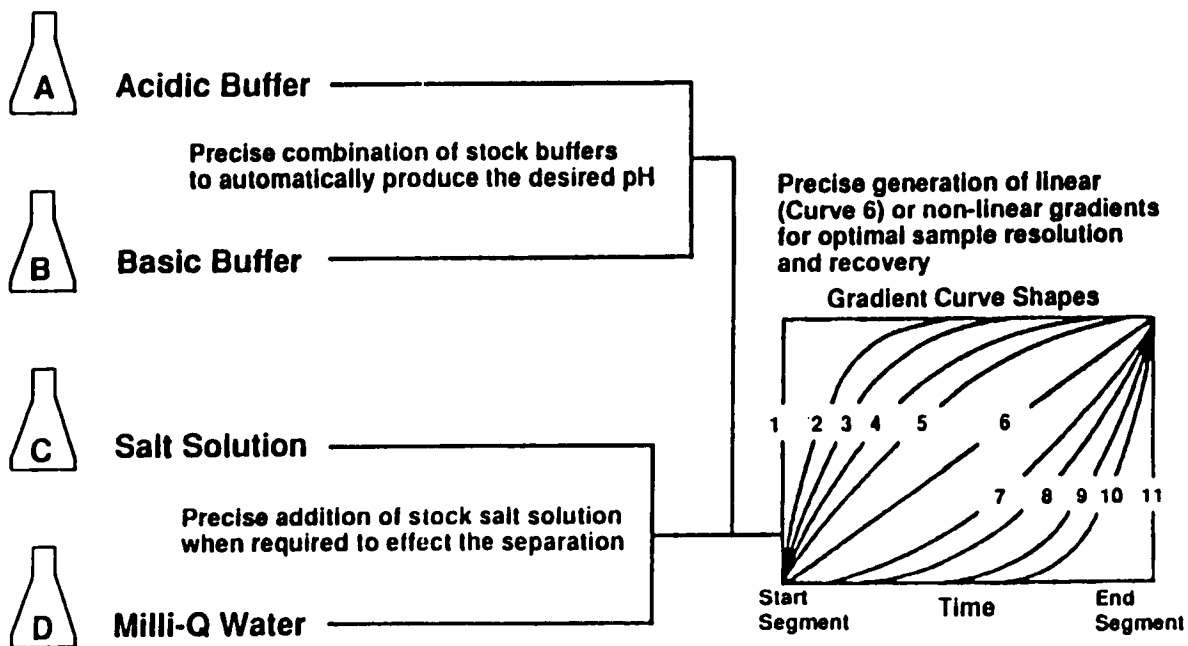 A
Acidic Buffer
Precise combination of stock buffers
to automatically produce the desired pH
B
Basic Buffer
C
Salt Solution
Precise addition of stock salt solution
when required to effect the separation
D
Milli-Q Water
Precise generation of linear
(Curve 6) or non-linear gradients
for optimal sample resolution
and recovery
Gradient Curve Shapes
1 2 3 4 5 6
7 8 9 10 11
Start
Segment
Time
End
Segment